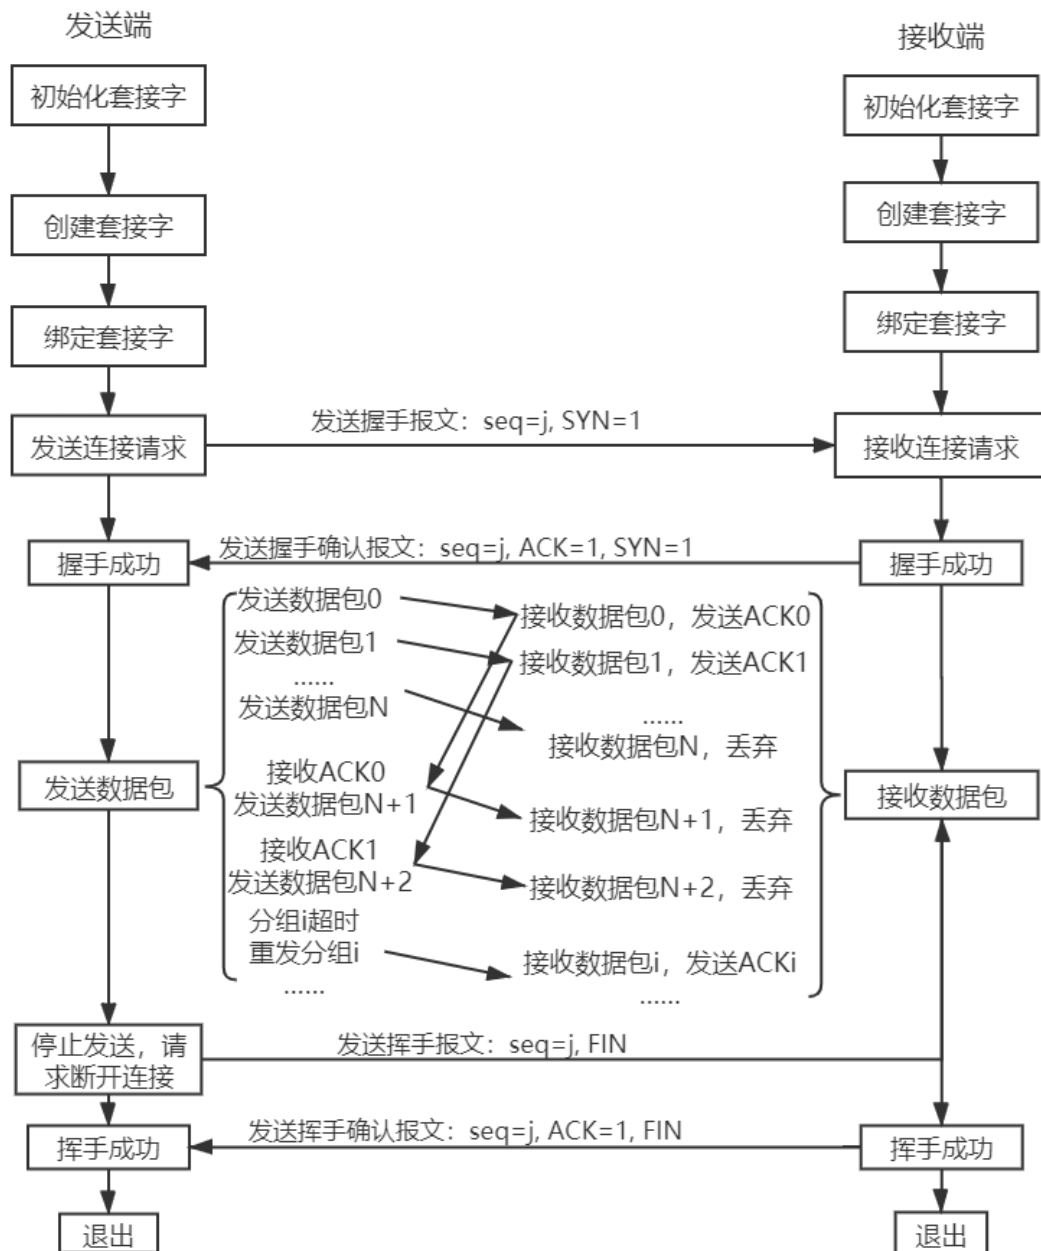 发送端
接收端
初始化套接字
初始化套接字
创建套接字
创建套接字
绑定套接字
绑定套接字
发送连接请求
发送握手报文：seq=j, SYN=1
接收连接请求
握手成功
发送握手确认报文：seq=j, ACK=1, SYN=1
握手成功
发送数据包0
接收数据包0，发送ACK0
发送数据包1
接收数据包1，发送ACK1
......
发送数据包N
......
接收数据包N，丢弃
发送数据包
接收ACK0
发送数据包N+1
接收数据包N+1，丢弃
接收数据包
接收ACK1
发送数据包N+2
接收数据包N+2，丢弃
分组i超时
重发分组i
接收数据包i，发送ACKi
......
......
停止发送，请
求断开连接
发送挥手报文：seq=j, FIN
挥手成功
发送挥手确认报文：seq=j, ACK=1, FIN
挥手成功
退出
退出